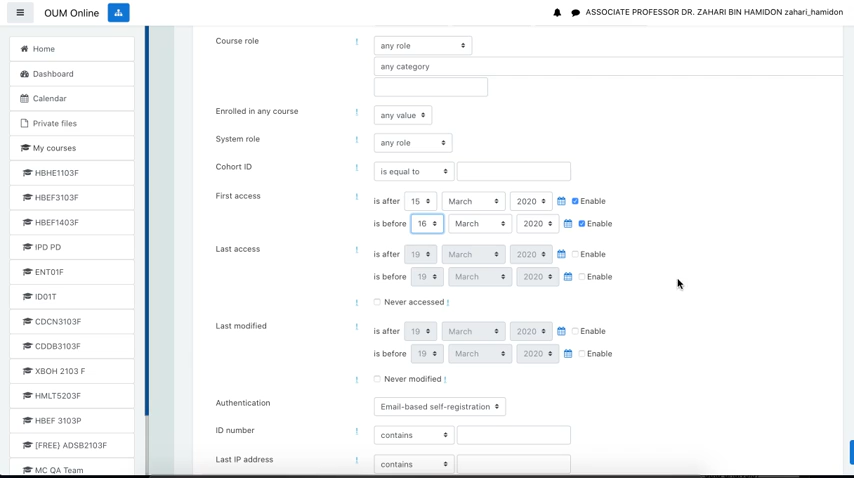 OUM Online
ASSOCIATE PROFESSOR DR. ZAHARI BIN HAMIDON zahari_hamidon
Home
Dashboard
Calendar
Private files
My courses
HBHE1103F
HBEF3103F
HBEF1403F
IPD PD
ENT01F
ID01T
CDCN3103F
CDDB3103F
XBOH 2103 F
HMLT5203F
HBEF 3103P
{FREE} ADSB2103F
MC QA Team
Course role ! any role
any category
Enrolled in any course ! any value
System role ! any role
Cohort ID ! is equal to
First access ! is after 15 March 2020 Enable
is before 16 March 2020 Enable
Last access ! is after 19 March 2020 Enable
is before 19 March 2020 Enable
! Never accessed !
Last modified ! is after 19 March 2020 Enable
is before 19 March 2020 Enable
! Never modified !
Authentication Email-based self-registration
ID number ! contains
Last IP address ! contains